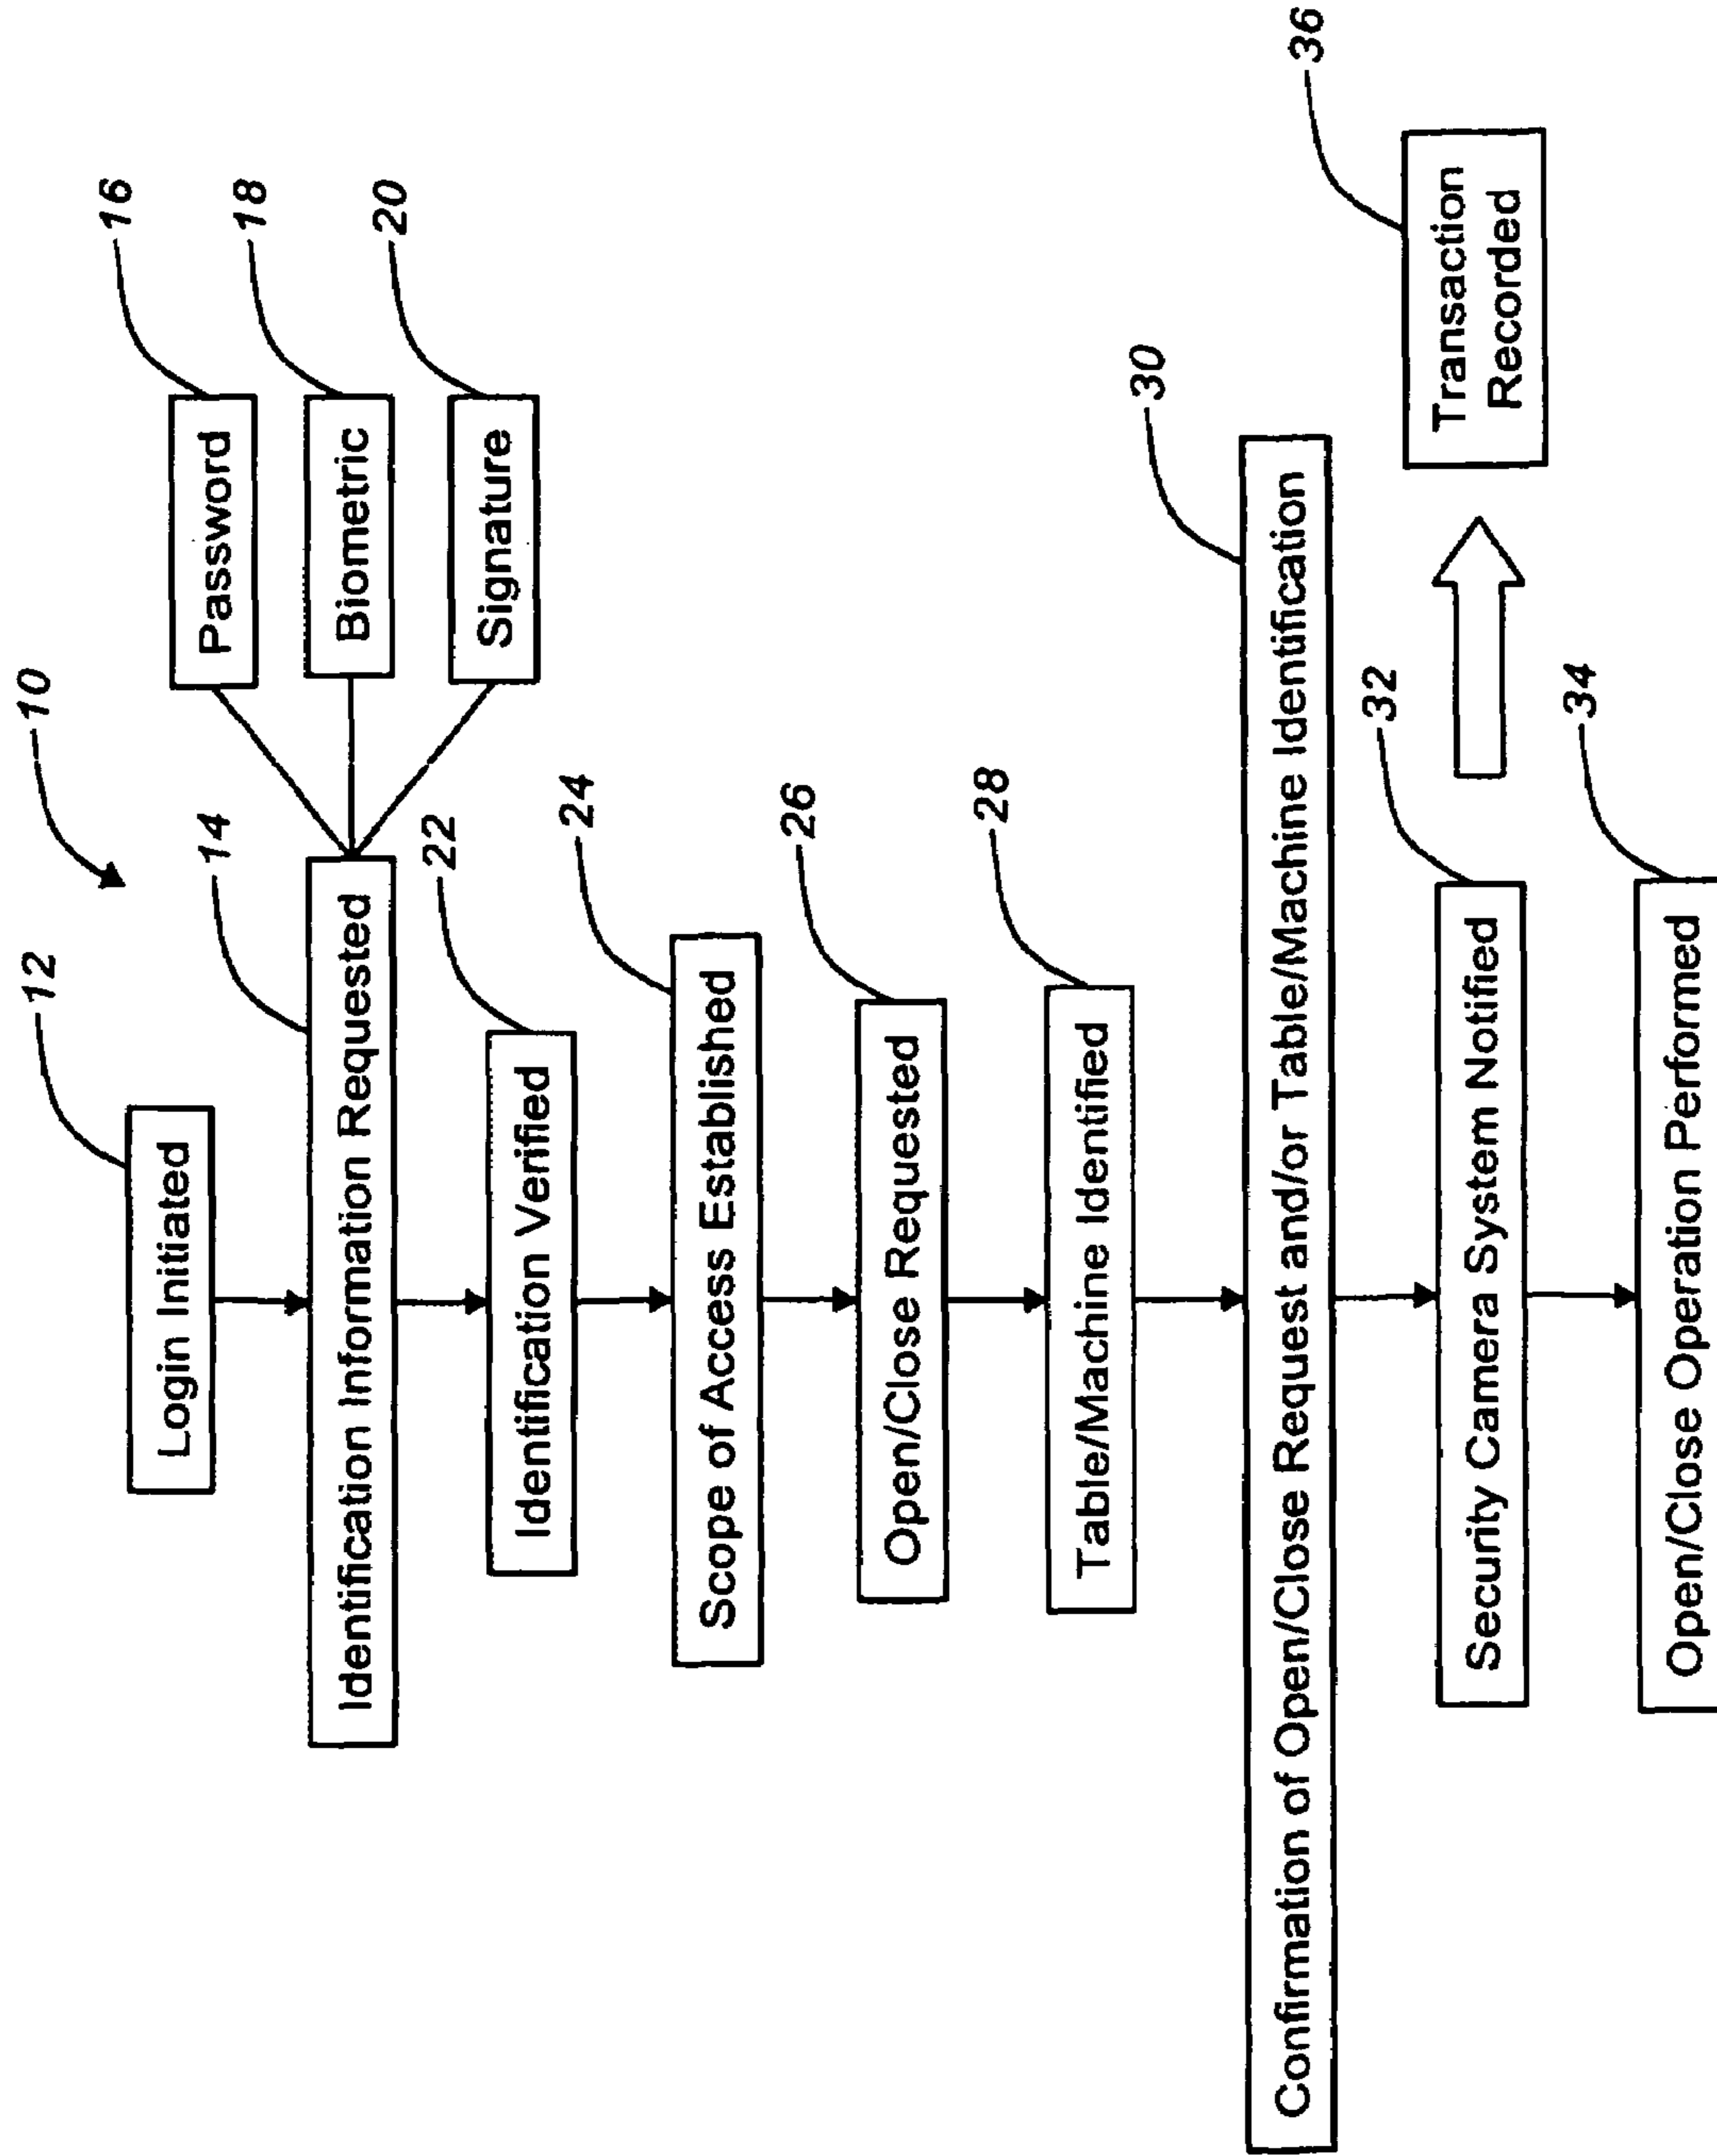 10
12
Login Initiated
14
Identification Information Requested
16
Password
18
Biometric
20
Signature
22
Identification Verified
24
Scope of Access Established
26
Open/Close Requested
28
Table/Machine Identified
30
Confirmation of Open/Close Request and/or Table/Machine Identification
32
Security Camera System Notified
34
Open/Close Operation Performed
36
Transaction
Recorded